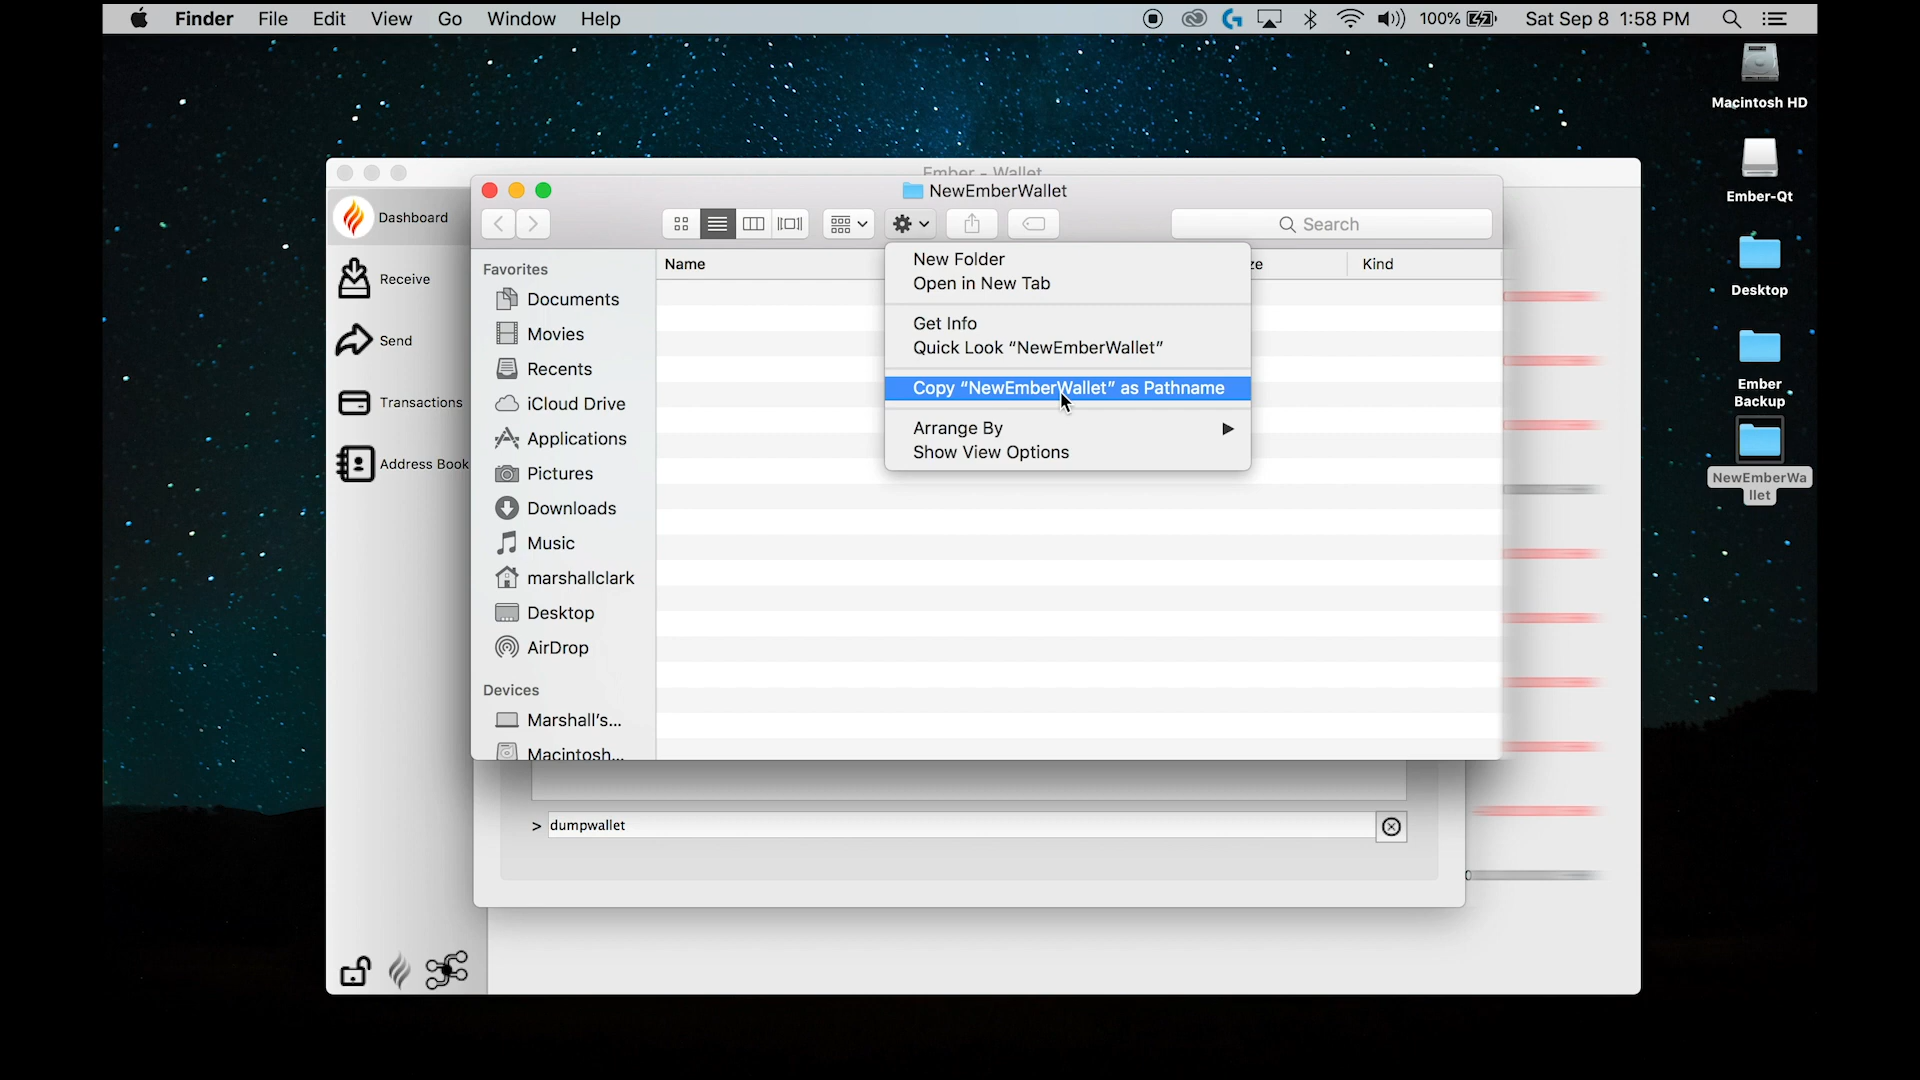 Finder File Edit View Go Window Help
100% Sat Sep 8 1:58 PM
Macintosh HD
Ember-Qt
Desktop
Ember
Backup
NewEmberWa
llet
Ember - Wallet
Dashboard
Receive
Send
Transactions
Address Book
NewEmberWallet
Search
Favorites
Documents
Movies
Recents
iCloud Drive
Applications
Pictures
Downloads
Music
marshallclark
Desktop
AirDrop
Devices
Marshall's...
Macintosh...
Name
ze
Kind
New Folder
Open in New Tab
Get Info
Quick Look “NewEmberWallet”
Copy “NewEmberWallet” as Pathname
Arrange By
Show View Options
> dumpwallet